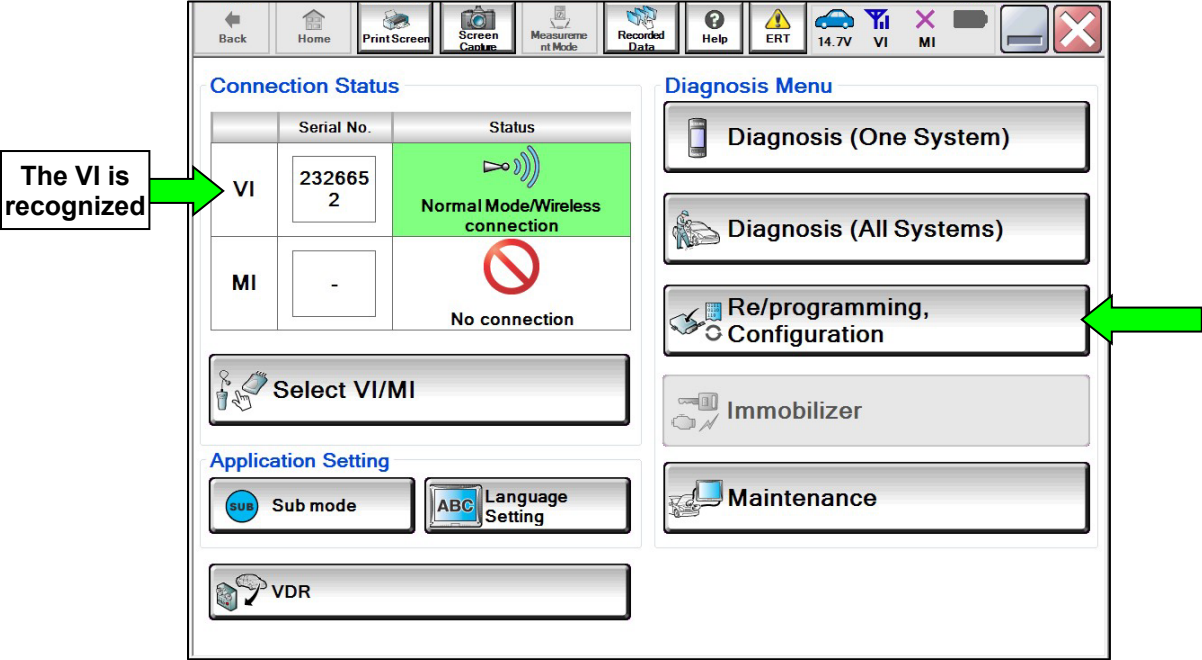 Back
Home
Print Screen
Screen
Capture
Measureme
nt Mode
Recorded
Data
Help
ERT
14.7V
VI
MI
Connection Status
Serial No.
Status
VI
232665
2
Normal Mode/Wireless
connection
MI
-
No connection
Select VI/MI
Application Setting
SUB
Sub mode
ABC
Language
Setting
VDR
Diagnosis Menu
Diagnosis (One System)
Diagnosis (All Systems)
Re/programming,
Configuration
Immobilizer
Maintenance
The VI is
recognized